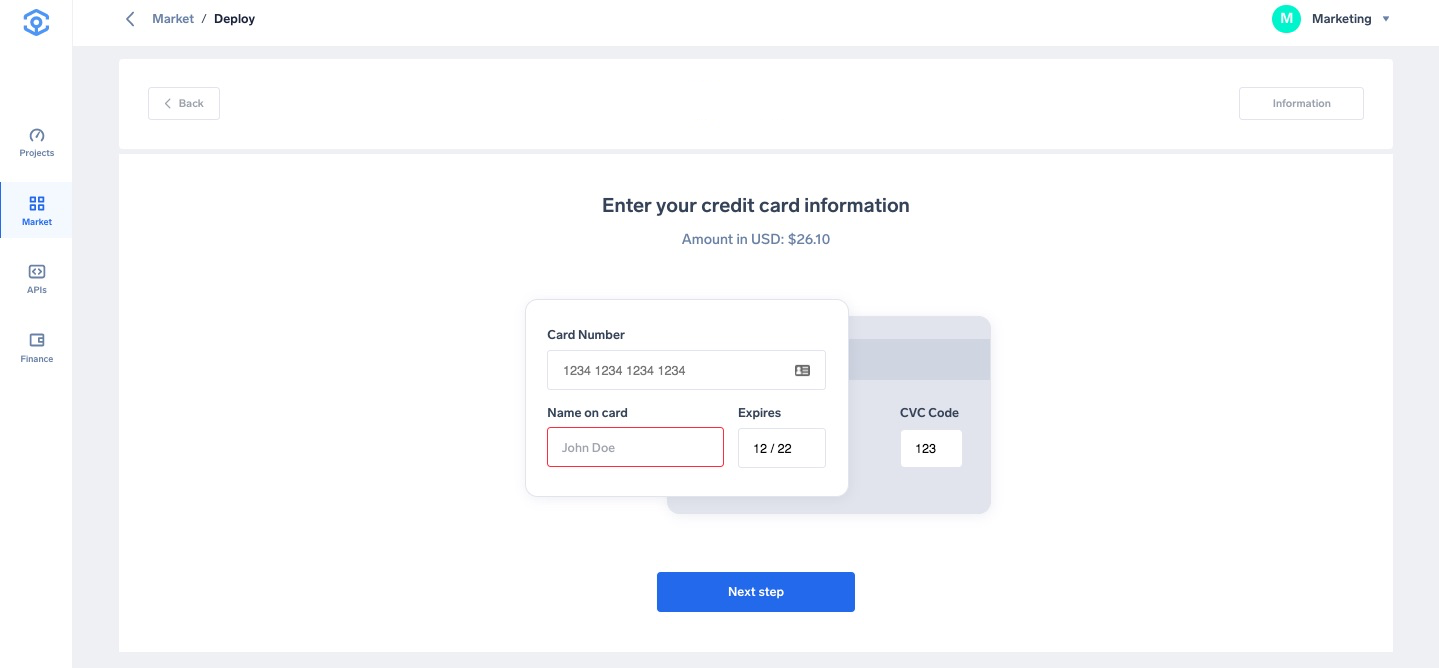 Market / Deploy
M Marketing
Back
Information
Projects
Market
APIs
Finance
Enter your credit card information
Amount in USD: $26.10
Card Number
1234 1234 1234 1234
Name on card
John Doe
Expires
12 / 22
CVC Code
123
Next step